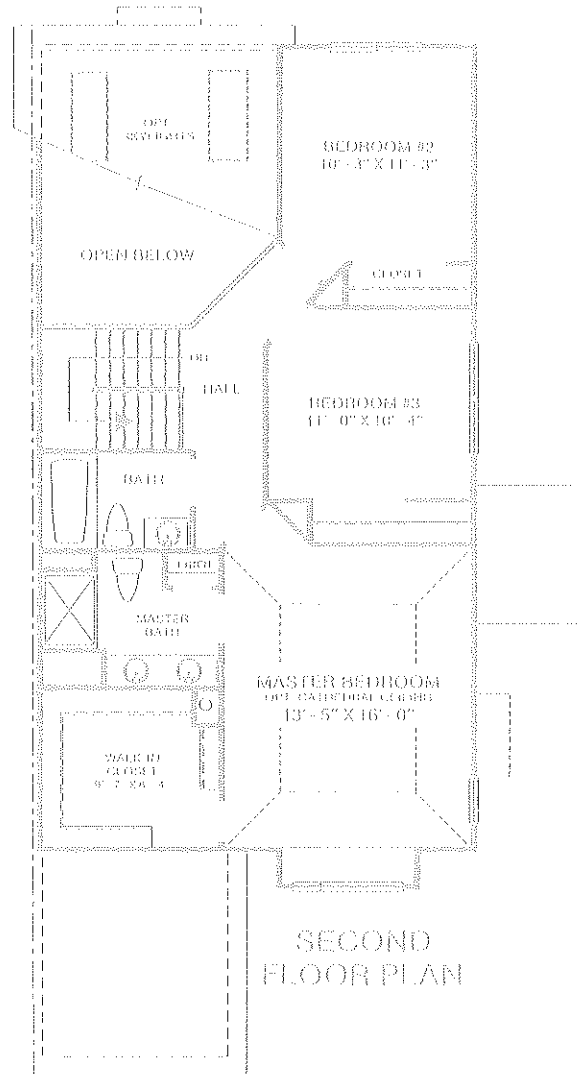 OPT.
SKYLIGHTS
BEDROOM #2
10' - 3" X 11' - 3"
OPEN BELOW
CLOSET
DN
HALL
BEDROOM #3
11' - 0" X 10' - 4"
BATH
LINEN
MASTER
BATH
MASTER BEDROOM
OPT. CATHEDRAL CEILING
13' - 5" X 16' - 0"
WALK IN
CLOSET
SECOND
FLOOR PLAN